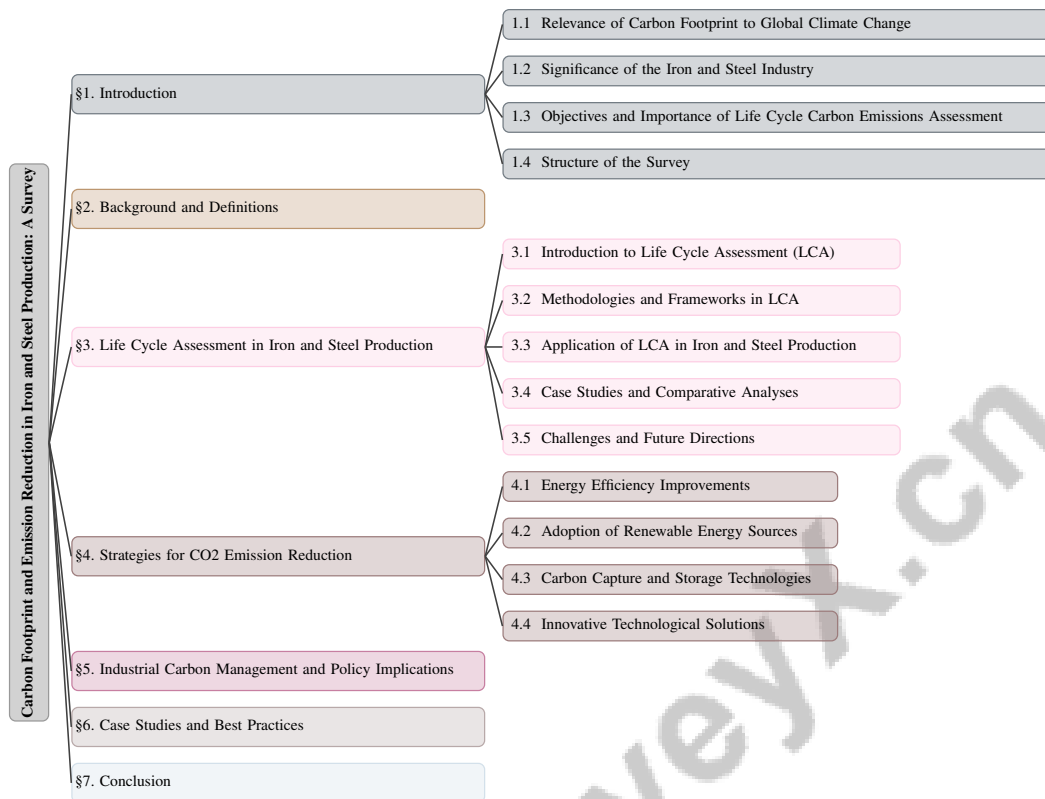 Carbon Footprint and Emission Reduction in Iron and Steel Production: A Survey
§1. Introduction
1.1 Relevance of Carbon Footprint to Global Climate Change
1.2 Significance of the Iron and Steel Industry
1.3 Objectives and Importance of Life Cycle Carbon Emissions Assessment
1.4 Structure of the Survey
§2. Background and Definitions
§3. Life Cycle Assessment in Iron and Steel Production
3.1 Introduction to Life Cycle Assessment (LCA)
3.2 Methodologies and Frameworks in LCA
3.3 Application of LCA in Iron and Steel Production
3.4 Case Studies and Comparative Analyses
3.5 Challenges and Future Directions
§4. Strategies for CO2 Emission Reduction
4.1 Energy Efficiency Improvements
4.2 Adoption of Renewable Energy Sources
4.3 Carbon Capture and Storage Technologies
4.4 Innovative Technological Solutions
§5. Industrial Carbon Management and Policy Implications
§6. Case Studies and Best Practices
§7. Conclusion
veyx.cn